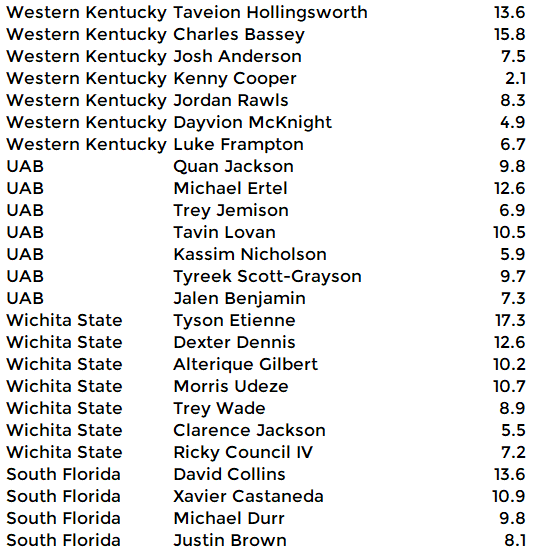 Western Kentucky Taveion Hollingsworth 13.6
Western Kentucky Charles Bassey 15.8
Western Kentucky Josh Anderson 7.5
Western Kentucky Kenny Cooper 2.1
Western Kentucky Jordan Rawls 8.3
Western Kentucky Dayvion McKnight 4.9
Western Kentucky Luke Frampton 6.7
UAB Quan Jackson 9.8
UAB Michael Ertel 12.6
UAB Trey Jemison 6.9
UAB Tavin Lovan 10.5
UAB Kassim Nicholson 5.9
UAB Tyreek Scott-Grayson 9.7
UAB Jalen Benjamin 7.3
Wichita State Tyson Etienne 17.3
Wichita State Dexter Dennis 12.6
Wichita State Alterique Gilbert 10.2
Wichita State Morris Udeze 10.7
Wichita State Trey Wade 8.9
Wichita State Clarence Jackson 5.5
Wichita State Ricky Council IV 7.2
South Florida David Collins 13.6
South Florida Xavier Castaneda 10.9
South Florida Michael Durr 9.8
South Florida Justin Brown 8.1